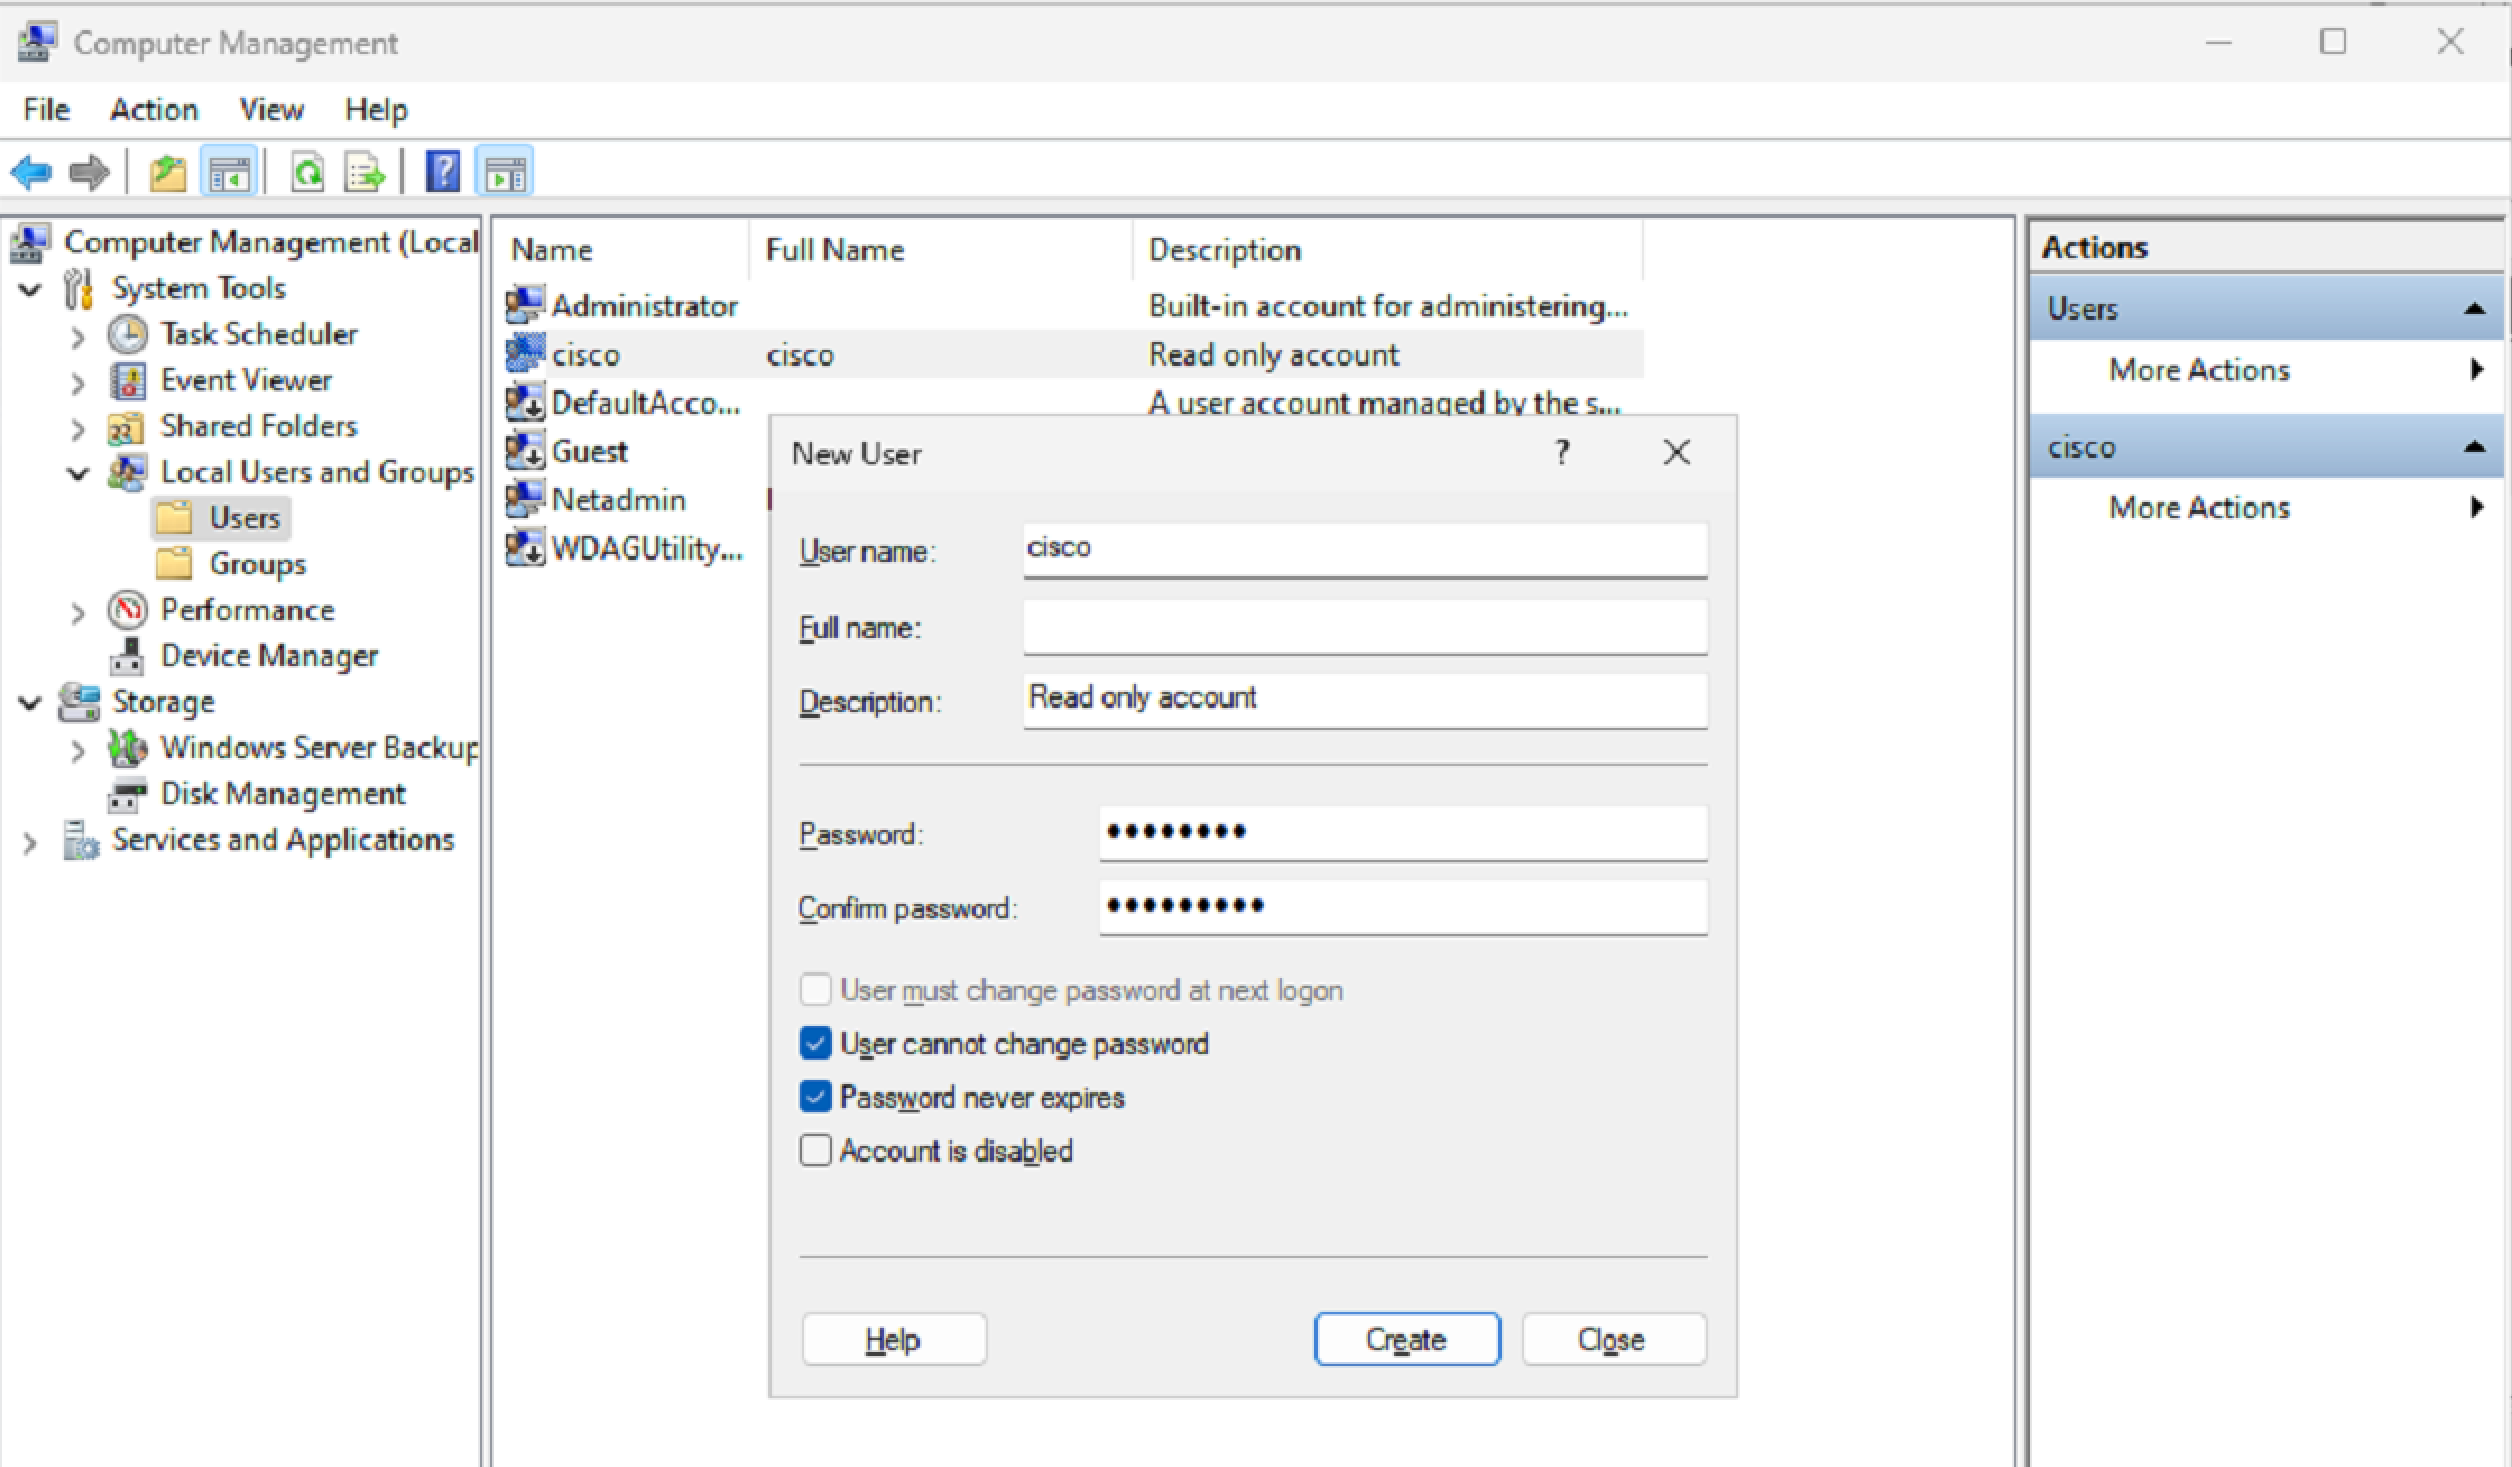 Computer Management
File Action View Help
Computer Management (Local
System Tools
Task Scheduler
Event Viewer
Shared Folders
Local Users and Groups
Users
Groups
Performance
Device Manager
Storage
Windows Server Backup
Disk Management
Services and Applications
Name Full Name Description
Administrator Built-in account for administering...
cisco cisco Read only account
DefaultAcco... A user account managed by the s...
Guest
Netadmin
WDAGUtility...
New User ?
User name: cisco
Full name:
Description: Read only account
Password: ••••••••
Confirm password: •••••••••
User must change password at next logon
User cannot change password
Password never expires
Account is disabled
Help Create Close
Actions
Users
More Actions
cisco
More Actions